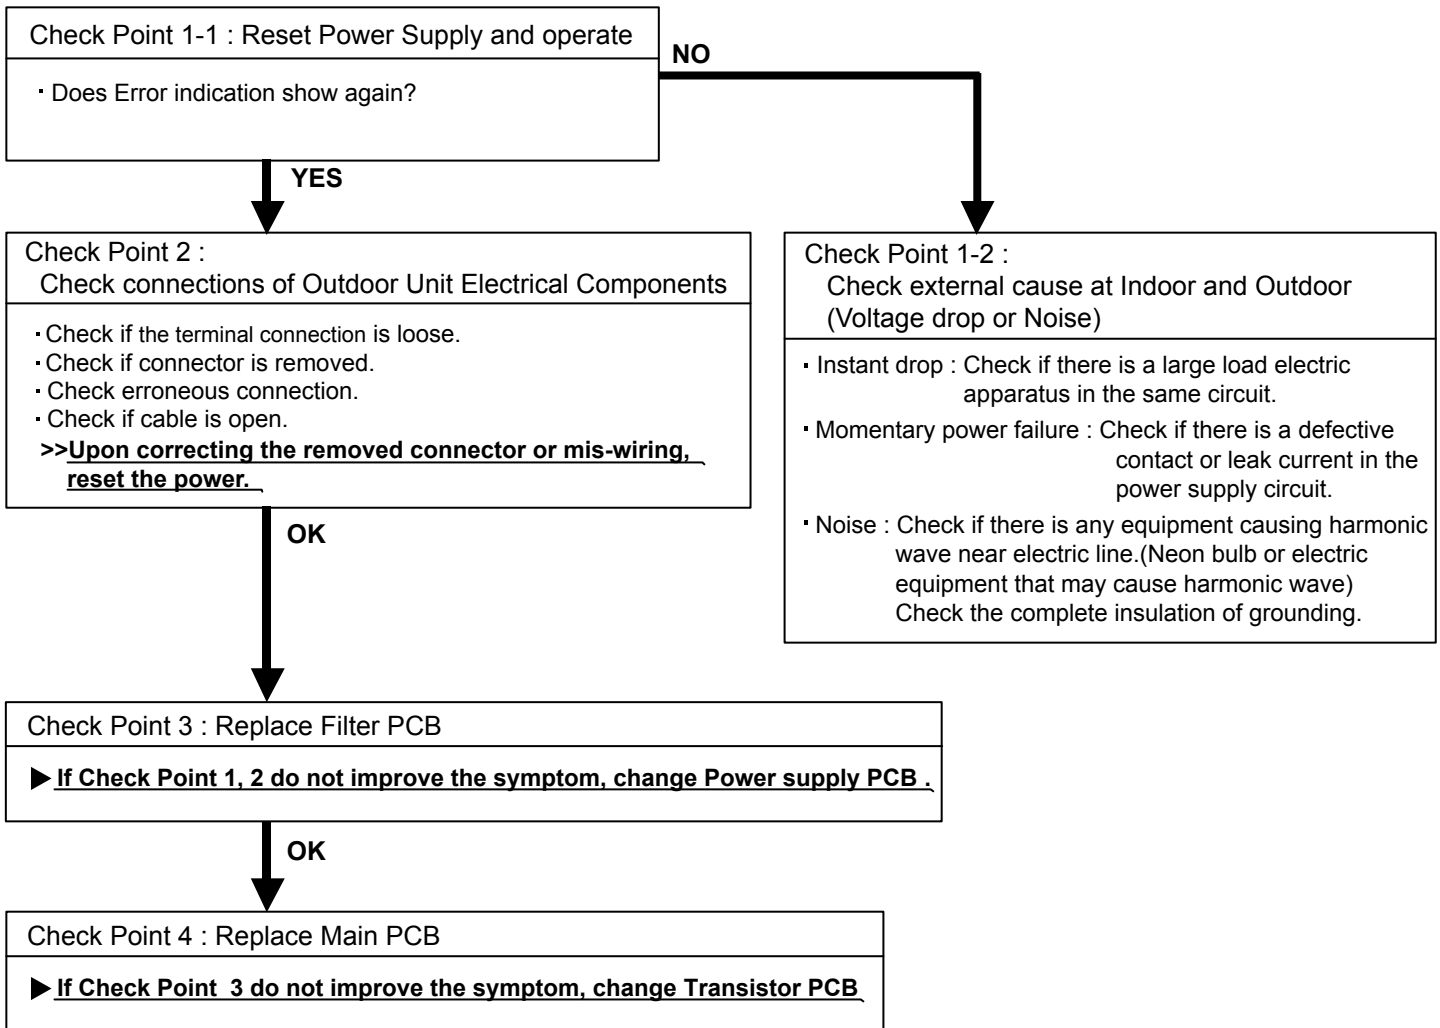 Check Point 1-1 : Reset Power Supply and operate
· Does Error indication show again?
NO
YES
Check Point 2 :
Check connections of Outdoor Unit Electrical Components
· Check if the terminal connection is loose.
· Check if connector is removed.
· Check erroneous connection.
· Check if cable is open.
>>Upon correcting the removed connector or mis-wiring,
reset the power.
Check Point 1-2 :
Check external cause at Indoor and Outdoor
(Voltage drop or Noise)
· Instant drop : Check if there is a large load electric
apparatus in the same circuit.
· Momentary power failure : Check if there is a defective
contact or leak current in the
power supply circuit.
· Noise : Check if there is any equipment causing harmonic
wave near electric line.(Neon bulb or electric
equipment that may cause harmonic wave)
Check the complete insulation of grounding.
OK
Check Point 3 : Replace Filter PCB
▶ If Check Point 1, 2 do not improve the symptom, change Power supply PCB .
OK
Check Point 4 : Replace Main PCB
▶ If Check Point 3 do not improve the symptom, change Transistor PCB